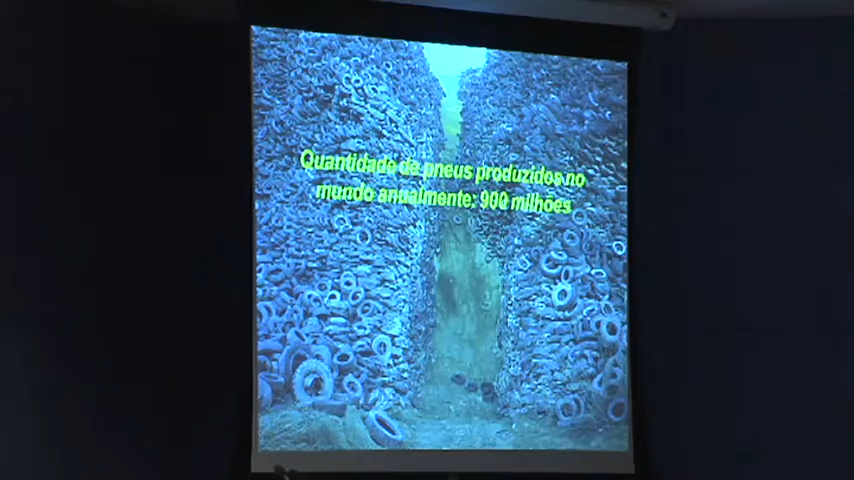 Quantidade de pneus produzidos no
mundo anualmente: 900 milhões